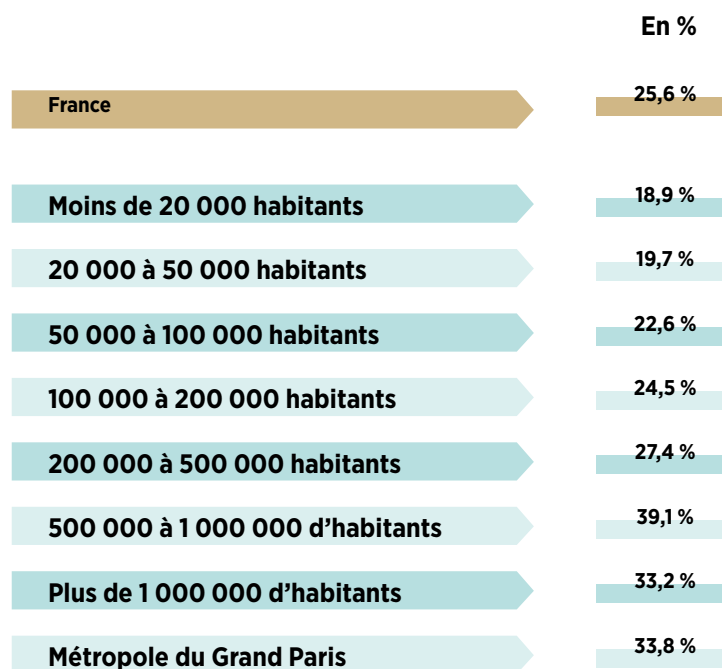 En %
France 25,6 %
Moins de 20 000 habitants 18,9 %
20 000 à 50 000 habitants 19,7 %
50 000 à 100 000 habitants 22,6 %
100 000 à 200 000 habitants 24,5 %
200 000 à 500 000 habitants 27,4 %
500 000 à 1 000 000 d’habitants 39,1 %
Plus de 1 000 000 d’habitants 33,2 %
Métropole du Grand Paris 33,8 %